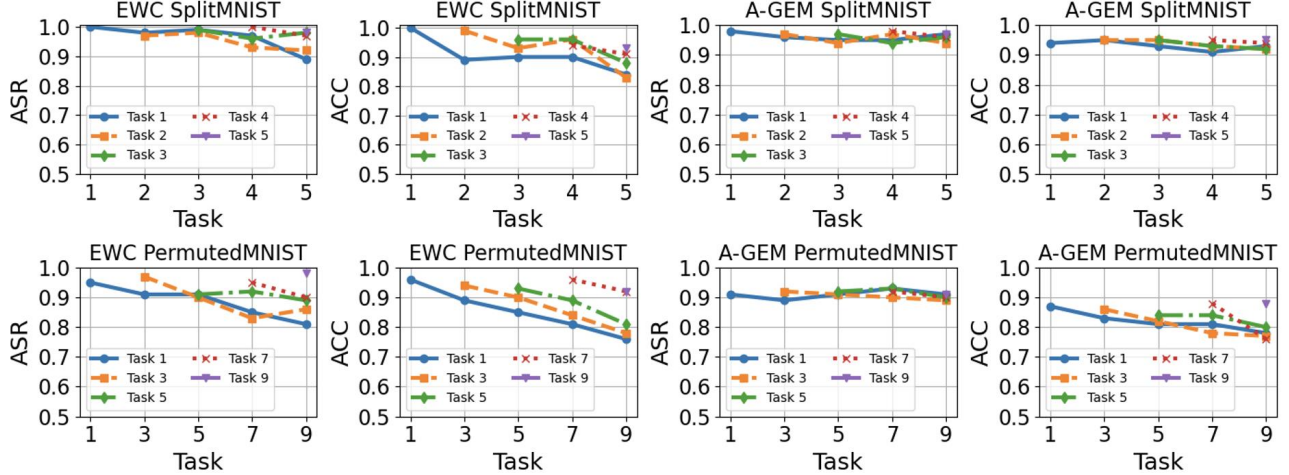 EWC SplitMNIST
1.0
0.9
0.8
0.7
0.6
0.5
ASR
Task 1
Task 2
Task 3
Task 4
Task 5
1 2 3 4 5
Task
EWC SplitMNIST
1.0
0.9
0.8
0.7
0.6
0.5
ACC
Task 1
Task 2
Task 3
Task 4
Task 5
1 2 3 4 5
Task
A-GEM SplitMNIST
1.0
0.9
0.8
0.7
0.6
0.5
ASR
Task 1
Task 2
Task 3
Task 4
Task 5
1 2 3 4 5
Task
A-GEM SplitMNIST
1.0
0.9
0.8
0.7
0.6
0.5
ACC
Task 1
Task 2
Task 3
Task 4
Task 5
1 2 3 4 5
Task
EWC PermutedMNIST
1.0
0.9
0.8
0.7
0.6
0.5
ASR
Task 1
Task 3
Task 5
Task 7
Task 9
1 3 5 7 9
Task
EWC PermutedMNIST
1.0
0.9
0.8
0.7
0.6
0.5
ACC
Task 1
Task 3
Task 5
Task 7
Task 9
1 3 5 7 9
Task
A-GEM PermutedMNIST
1.0
0.9
0.8
0.7
0.6
0.5
ASR
Task 1
Task 3
Task 5
Task 7
Task 9
1 3 5 7 9
Task
A-GEM PermutedMNIST
1.0
0.9
0.8
0.7
0.6
0.5
ACC
Task 1
Task 3
Task 5
Task 7
Task 9
1 3 5 7 9
Task